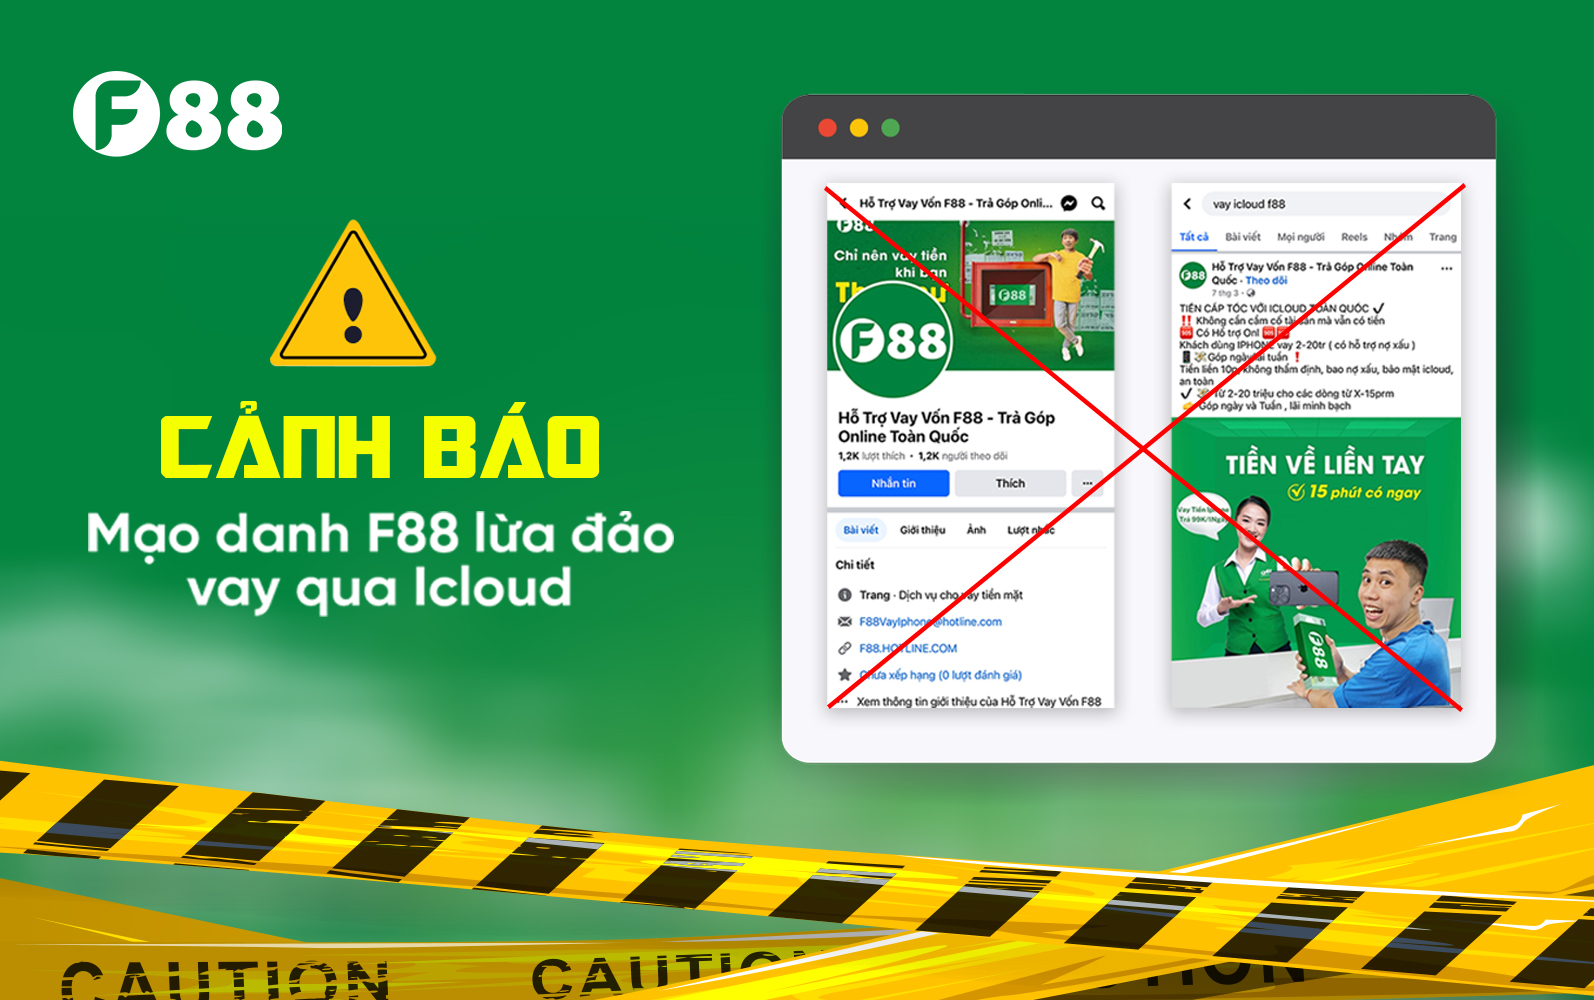 F88
CẢNH BÁO
Mạo danh F88 lừa đảo
vay qua Icloud
Hỗ Trợ Vay Vốn F88 - Trả Góp Onli...
F88
Chỉ nên vay tiền
khi bạn
F88
F88
Hỗ Trợ Vay Vốn F88 - Trả Góp
Online Toàn Quốc
1,2K lượt thích • 1,2K người theo dõi
Nhắn tin
Thích
...
Bài viết
Giới thiệu
Ảnh
Lượt nhắc
Chi tiết
Trang · Dịch vụ cho vay tiền mặt
F88VayIphone@hotline.com
F88.HOTLINE.COM
Chưa xếp hạng (0 lượt đánh giá)
... Xem thông tin giới thiệu của Hỗ Trợ Vay Vốn F88
vay icloud f88
Tất cả
Bài viết
Mọi người
Reels
Nhóm
Trang
F88
Hỗ Trợ Vay Vốn F88 - Trả Góp Online Toàn
Quốc · Theo dõi
7 thg 3 ·
...
TIỀN CẤP TỐC VỚI ICLOUD TOÀN QUỐC ✓
‼️ Không cần cầm cố tài sản mà vẫn có tiền
🆘 Có Hỗ trợ Onl 🆘 🆘
Khách dùng IPHONE vay 2-20tr ( có hỗ trợ nợ xấu )
Góp ngày lãi tuần ❗
Tiền liền 10p, không thẩm định, bao nợ xấu, bảo mật icloud,
an toàn
✓ Từ 2-20 triệu cho các dòng từ X-15prm
Góp ngày và Tuần , lãi minh bạch
TIỀN VỀ LIỀN TAY
15 phút có ngay
Vay Tiền Iphone
Trả 99K/1Ngày
F88
CAUTION
CAUTI
TION